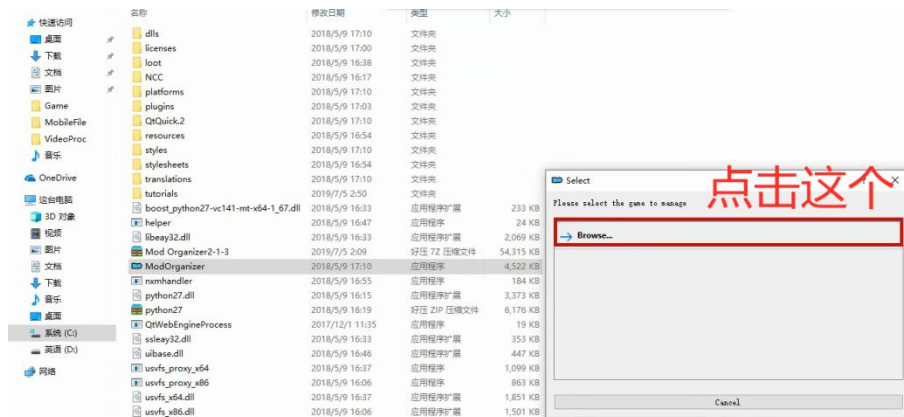 名称 修改日期 类型 大小
快速访问
桌面
下载
文档
图片
Game
MobileFile
VideoProc
音乐
OneDrive
这台电脑
3D 对象
视频
图片
文档
下载
音乐
桌面
系统 (C:)
英语 (D:)
网络
dlls 2018/5/9 17:10 文件夹
licenses 2018/5/9 17:00 文件夹
loot 2018/5/9 16:38 文件夹
NCC 2018/5/9 16:17 文件夹
platforms 2018/5/9 17:10 文件夹
plugins 2018/5/9 17:03 文件夹
QtQuick.2 2018/5/9 17:10 文件夹
resources 2018/5/9 16:54 文件夹
styles 2018/5/9 17:10 文件夹
stylesheets 2018/5/9 16:54 文件夹
translations 2018/5/9 17:10 文件夹
tutorials 2019/7/5 2:50 文件夹
boost_python27-vc141-mt-x64-1_67.dll 2018/5/9 16:33 应用程序扩展 233 KB
helper 2018/5/9 16:47 应用程序 24 KB
libeay32.dll 2018/5/9 16:33 应用程序扩展 2,069 KB
Mod Organizer2-1-3 2019/7/5 2:09 好压 7Z 压缩文件 54,315 KB
ModOrganizer 2018/5/9 17:10 应用程序 4,522 KB
nxmhandler 2018/5/9 16:55 应用程序 184 KB
python27.dll 2018/5/9 16:15 应用程序扩展 3,373 KB
python27 2018/5/9 16:19 好压 ZIP 压缩文件 6,176 KB
QtWebEngineProcess 2017/12/1 11:35 应用程序 19 KB
ssleay32.dll 2018/5/9 16:33 应用程序扩展 353 KB
uibase.dll 2018/5/9 16:46 应用程序扩展 447 KB
usvfs_proxy_x64 2018/5/9 16:37 应用程序 1,099 KB
usvfs_proxy_x86 2018/5/9 16:06 应用程序 863 KB
usvfs_x64.dll 2018/5/9 16:37 应用程序扩展 1,851 KB
usvfs_x86.dll 2018/5/9 16:06 应用程序扩展 1,501 KB
Select
点击这个
Please select the game to manage
Browse...
Cancel